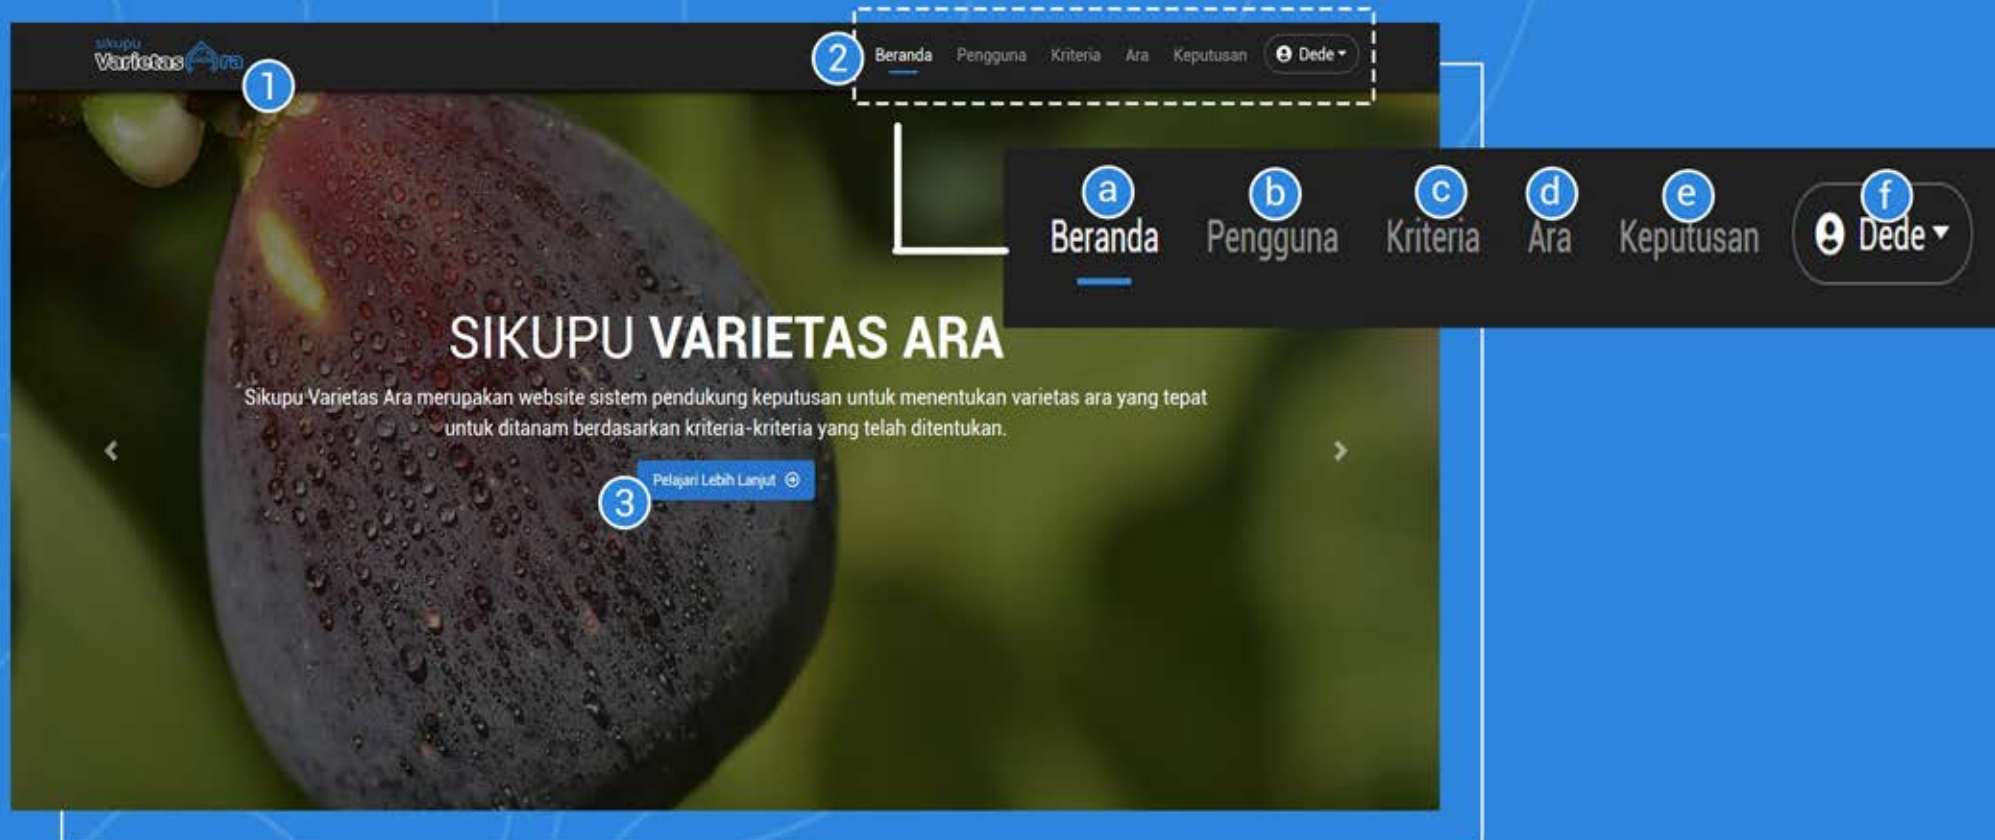 sikupu
Varietas Ara
1
2
Beranda Pengguna Kriteria Ara Keputusan Dede
a b c d e f
Beranda Pengguna Kriteria Ara Keputusan Dede
SIKUPU VARIETAS ARA
Sikupu Varietas Ara merupakan website sistem pendukung keputusan untuk menentukan varietas ara yang tepat
untuk ditanam berdasarkan kriteria-kriteria yang telah ditentukan.
Pelajari Lebih Lanjut
3